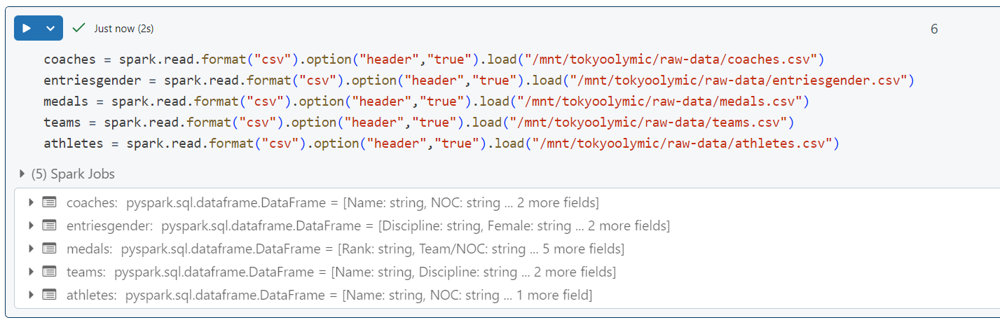 Just now (2s)
6
coaches = spark.read.format("csv").option("header","true").load("/mnt/tokyoolymic/raw-data/coaches.csv")
entriesgender = spark.read.format("csv").option("header","true").load("/mnt/tokyoolymic/raw-data/entriesgender.csv")
medals = spark.read.format("csv").option("header","true").load("/mnt/tokyoolymic/raw-data/medals.csv")
teams = spark.read.format("csv").option("header","true").load("/mnt/tokyoolymic/raw-data/teams.csv")
athletes = spark.read.format("csv").option("header","true").load("/mnt/tokyoolymic/raw-data/athletes.csv")
(5) Spark Jobs
coaches: pyspark.sql.dataframe.DataFrame = [Name: string, NOC: string ... 2 more fields]
entriesgender: pyspark.sql.dataframe.DataFrame = [Discipline: string, Female: string ... 2 more fields]
medals: pyspark.sql.dataframe.DataFrame = [Rank: string, Team/NOC: string ... 5 more fields]
teams: pyspark.sql.dataframe.DataFrame = [Name: string, Discipline: string ... 2 more fields]
athletes: pyspark.sql.dataframe.DataFrame = [Name: string, NOC: string ... 1 more field]